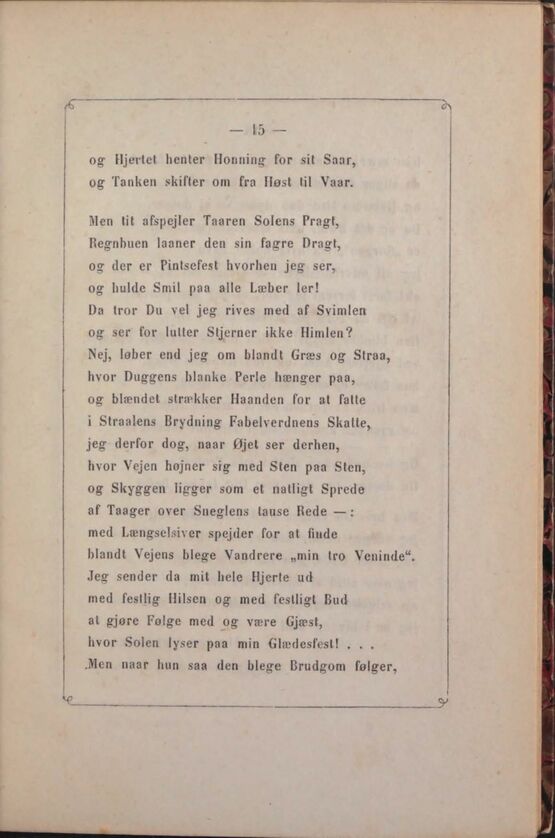 — 15 —
og Hjertet henter Honning for sit Saar,
og Tanken skifter om fra Høst til Vaar.
Men tit afspejler Taaren Solens Pragt,
Regnbuen laaner den sin fagre Dragt,
og der er Pintsefest hvorhen jeg ser,
og hulde Smil paa alle Læber ler!
Da tror Du vel jeg rives med af Svimlen
og ser for lutter Stjerner ikke Himlen?
Nej, løber end jeg om blandt Græs og Straa,
hvor Duggens blanke Perle hænger paa,
og blændet strækker Haanden for at fatte
i Straalens Brydning Fabelverdnens Skatte,
jeg derfor dog, naar Øjet ser derhen,
hvor Vejen højner sig med Sten paa Sten,
og Skyggen ligger som et natligt Sprede
af Taager over Sneglens tause Rede —:
med Længselsiver spejder for at finde
blandt Vejens blege Vandrere „min tro Veninde“.
Jeg sender da mit hele Hjerte ud
med festlig Hilsen og med festligt Bud
at gjøre Følge med og være Gjæst,
hvor Solen lyser paa min Glædesfest! . . .
Men naar hun saa den blege Brudgom følger,